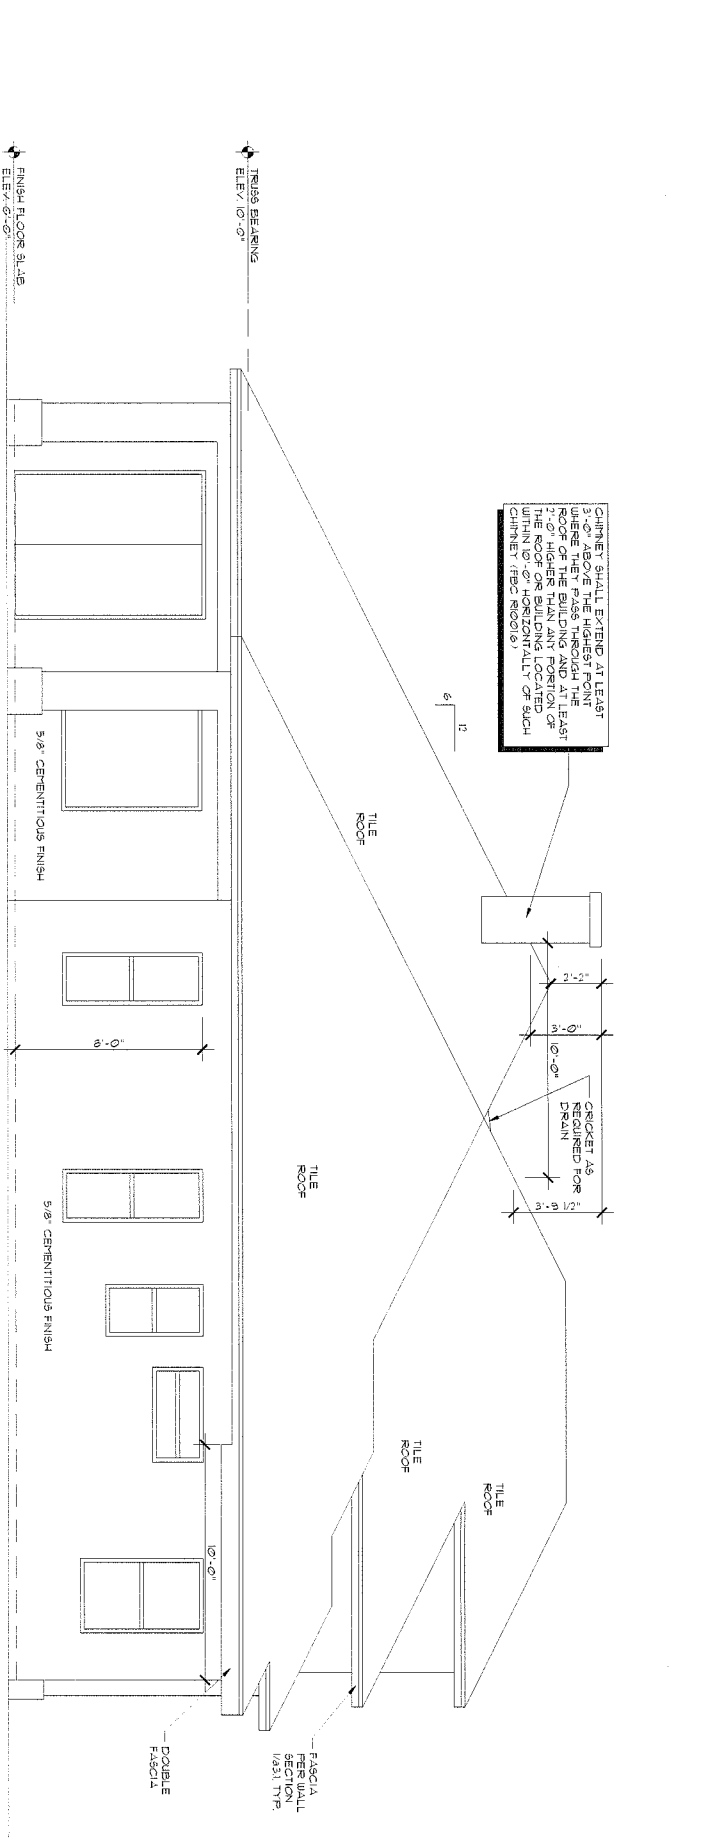 CHIMNEY SHALL EXTEND AT LEAST
3'-0" ABOVE THE HIGHEST POINT
WHERE THEY PASS THROUGH THE
ROOF OF THE BUILDING AND AT LEAST
2'-0" HIGHER THAN ANY PORTION OF
THE ROOF OR BUILDING LOCATED
WITHIN 10'-0" HORIZONTALLY OF SUCH
CHIMNEY (FBC R1001.6)
2'-2"
3'-0"
10'-0"
CRICKET AS
REQUIRED FOR
DRAIN
3'-9 1/2"
12
6
TILE
ROOF
TILE
ROOF
TILE
ROOF
TILE
ROOF
TRUSS BEARING
ELEV. 10'-0"
FINISH FLOOR SLAB
ELEV. 0'-0"
5/8" CEMENTITIOUS FINISH
8'-0"
5/8" CEMENTITIOUS FINISH
10'-0"
FASCIA
PER WALL
SECTION
1/A3.1, TYP.
DOUBLE
FASCIA